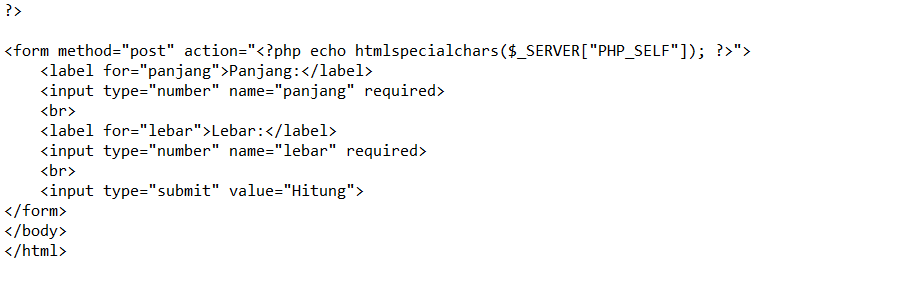 ?>
<form method="post" action="<?php echo htmlspecialchars($_SERVER["PHP_SELF"]); ?>">
    <label for="panjang">Panjang:</label>
    <input type="number" name="panjang" required>
    <br>
    <label for="lebar">Lebar:</label>
    <input type="number" name="lebar" required>
    <br>
    <input type="submit" value="Hitung">
</form>
</body>
</html>